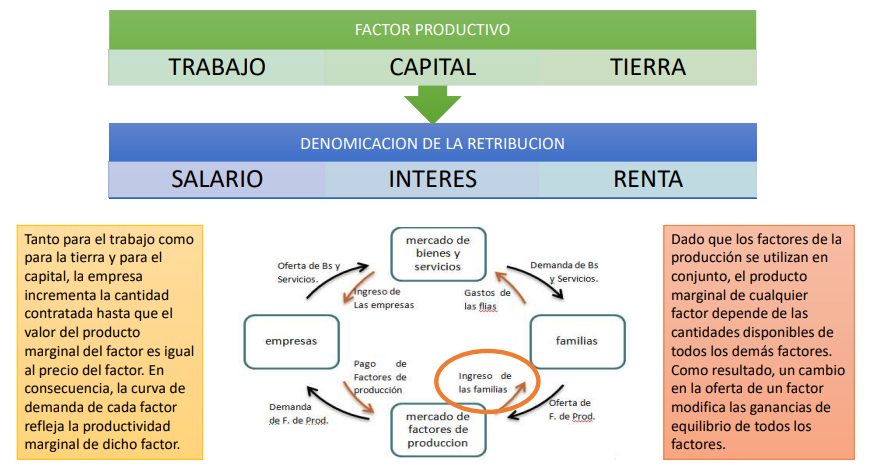 FACTOR PRODUCTIVO
TRABAJO CAPITAL TIERRA
DENOMICACION DE LA RETRIBUCION
SALARIO INTERES RENTA
Tanto para el trabajo como
para la tierra y para el
capital, la empresa
incrementa la cantidad
contratada hasta que el
valor del producto
marginal del factor es igual
al precio del factor. En
consecuencia, la curva de
demanda de cada factor
refleja la productividad
marginal de dicho factor.
mercado de
bienes y
servicios
Oferta de Bs y
Servicios.
Demanda de Bs
y Servicios.
Ingreso de
Las empresas
Gastos de
las flias
empresas
familias
Pago de
Factores de
producción
Ingreso de
las familias
Demanda
de F. de Prod.
Oferta de
F. de Prod.
mercado de
factores de
produccion
Dado que los factores de la
producción se utilizan en
conjunto, el producto
marginal de cualquier
factor depende de las
cantidades disponibles de
todos los demás factores.
Como resultado, un cambio
en la oferta de un factor
modifica las ganancias de
equilibrio de todos los
factores.